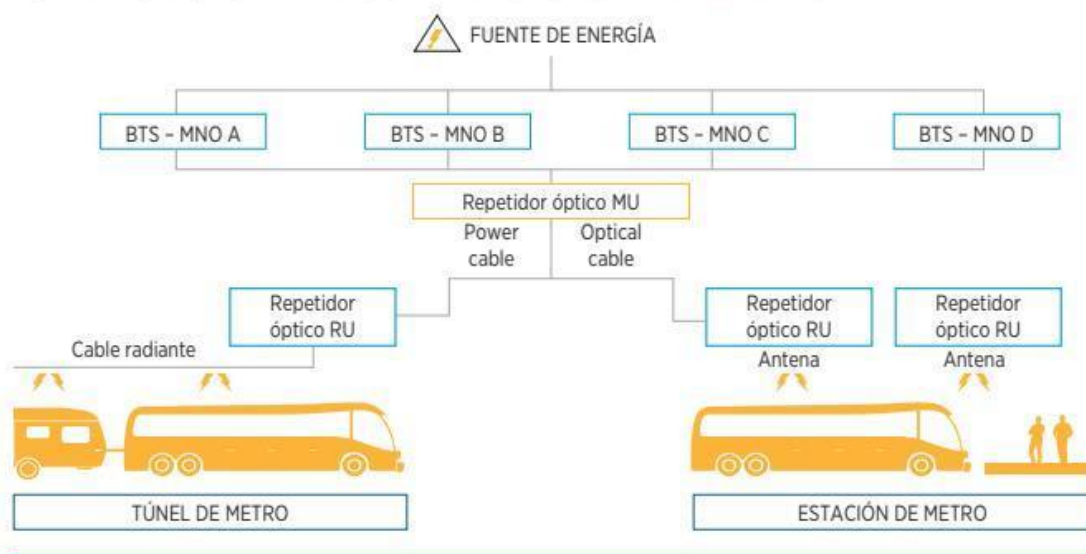 FUENTE DE ENERGÍA
BTS – MNO A
BTS – MNO B
BTS – MNO C
BTS – MNO D
Repetidor óptico MU
Power
cable
Optical
cable
Repetidor
óptico RU
Repetidor
óptico RU
Repetidor
óptico RU
Cable radiante
Antena
Antena
TÚNEL DE METRO
ESTACIÓN DE METRO